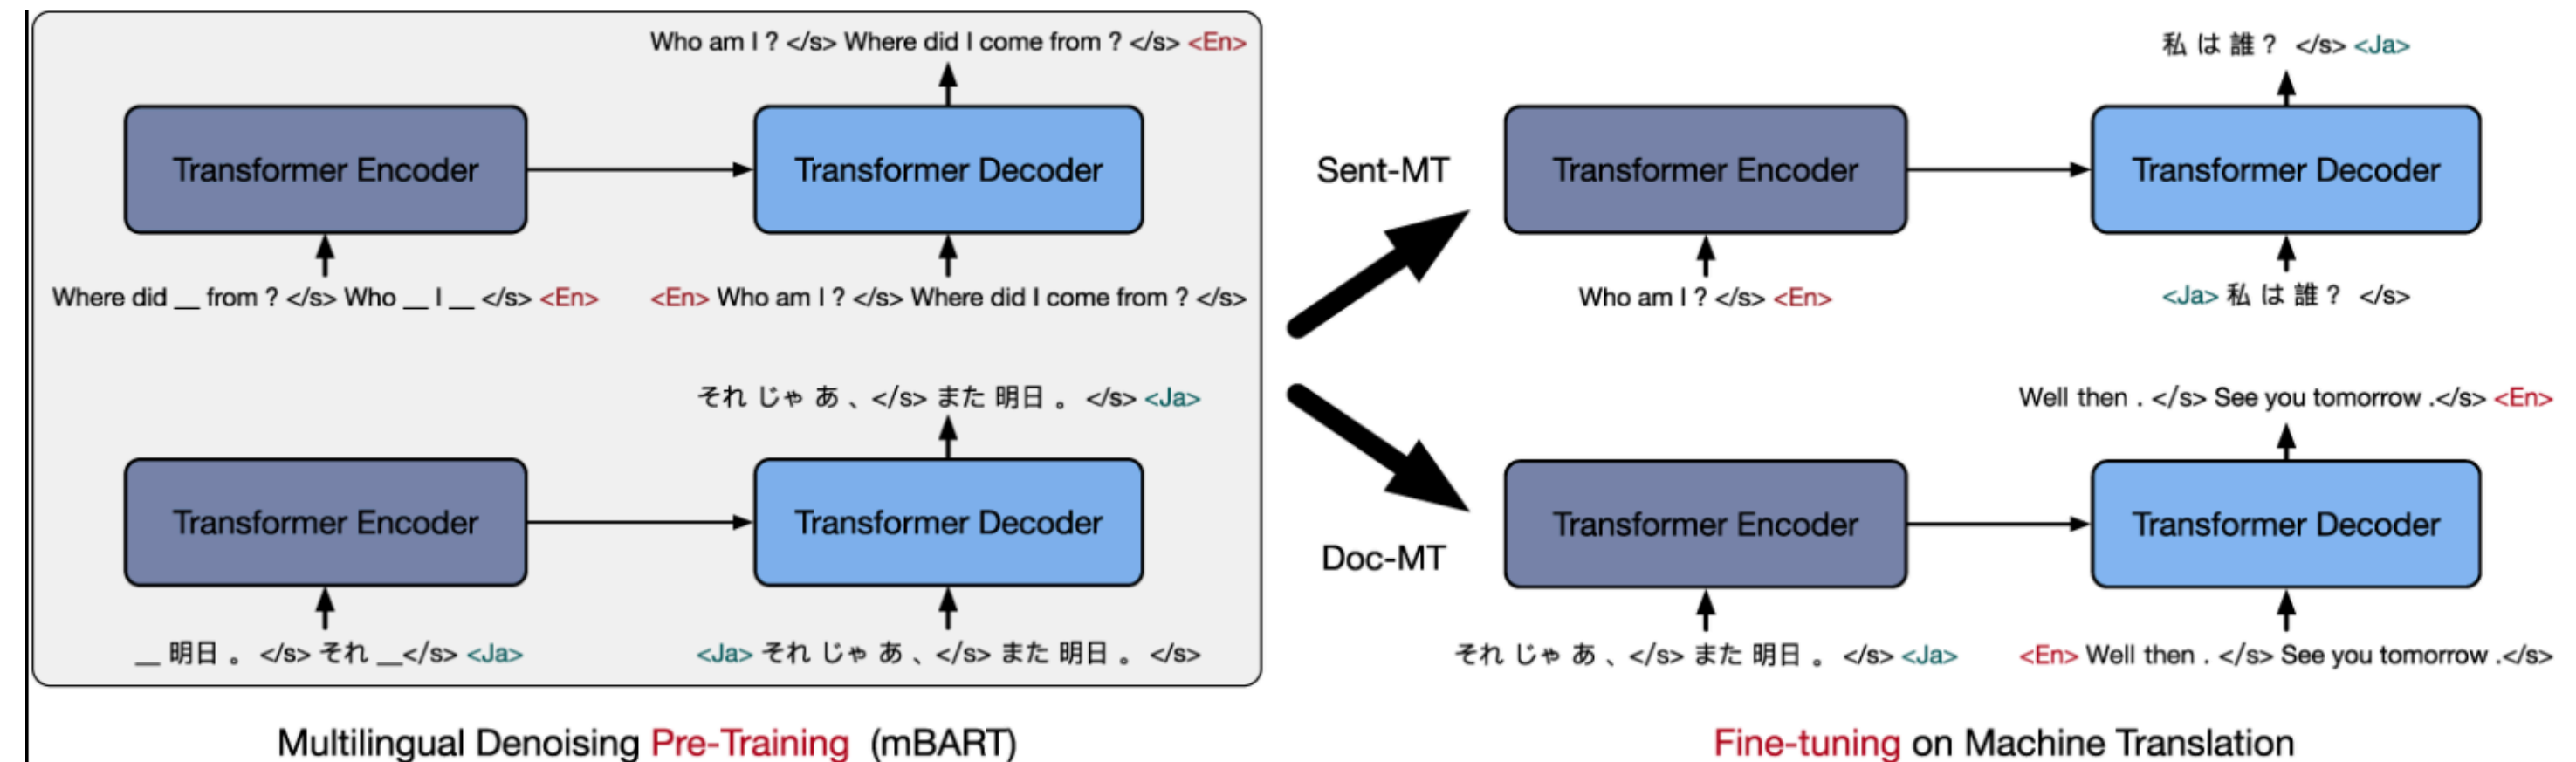 Who am I ? </s> Where did I come from ? </s> <En>
Transformer Encoder
Transformer Decoder
Where did __ from ? </s> Who __ I __ </s> <En>
<En> Who am I ? </s> Where did I come from ? </s>
それ じゃ あ 、</s> また 明日 。 </s> <Ja>
Transformer Encoder
Transformer Decoder
__ 明日 。 </s> それ __</s> <Ja>
<Ja> それ じゃ あ 、</s> また 明日 。 </s>
Multilingual Denoising Pre-Training (mBART)
Sent-MT
Doc-MT
私 は 誰 ? </s> <Ja>
Transformer Encoder
Transformer Decoder
Who am I ? </s> <En>
<Ja> 私 は 誰 ? </s>
Well then . </s> See you tomorrow .</s> <En>
Transformer Encoder
Transformer Decoder
それ じゃ あ 、</s> また 明日 。 </s> <Ja>
<En> Well then . </s> See you tomorrow .</s>
Fine-tuning on Machine Translation